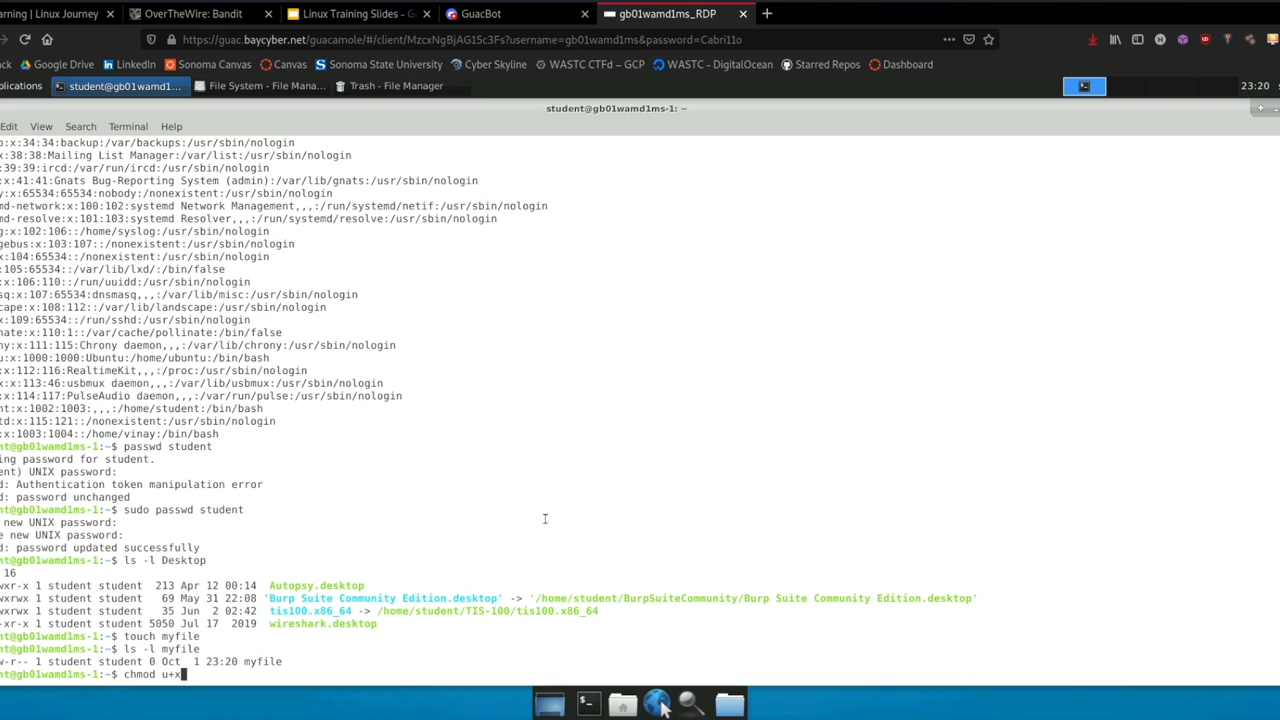 arning | Linux Journey
OverTheWire: Bandit
Linux Training Slides - G
GuacBot
gb01wamd1ms_RDP
https://guac.baycyber.net/guacamole/#/client/MzcxNgBjAG15c3Fs?username=gb01wamd1ms&password=Cabri11o
ck Google Drive LinkedIn Sonoma Canvas Canvas Sonoma State University Cyber Skyline WASTC CTFd – GCP WASTC - DigitalOcean Starred Repos Dashboard
plications student@gb01wamd1... File System - File Mana... Trash - File Manager 23:20
student@gb01wamd1ms-1: ~
Edit View Search Terminal Help
p:x:34:34:backup:/var/backups:/usr/sbin/nologin
x:38:38:Mailing List Manager:/var/list:/usr/sbin/nologin
:39:39:ircd:/var/run/ircd:/usr/sbin/nologin
:x:41:41:Gnats Bug-Reporting System (admin):/var/lib/gnats:/usr/sbin/nologin
y:x:65534:65534:nobody:/nonexistent:/usr/sbin/nologin
md-network:x:100:102:systemd Network Management,,,:/run/systemd/netif:/usr/sbin/nologin
md-resolve:x:101:103:systemd Resolver,,,:/run/systemd/resolve:/usr/sbin/nologin
g:x:102:106::/home/syslog:/usr/sbin/nologin
gebus:x:103:107::/nonexistent:/usr/sbin/nologin
x:104:65534::/nonexistent:/usr/sbin/nologin
:105:65534::/var/lib/lxd/:/bin/false
:x:106:110::/run/uuidd:/usr/sbin/nologin
sq:x:107:65534:dnsmasq,,,:/var/lib/misc:/usr/sbin/nologin
cape:x:108:112::/var/lib/landscape:/usr/sbin/nologin
x:109:65534::/run/sshd:/usr/sbin/nologin
nate:x:110:1::/var/cache/pollinate:/bin/false
ny:x:111:115:Chrony daemon,,,:/var/lib/chrony:/usr/sbin/nologin
u:x:1000:1000:Ubuntu:/home/ubuntu:/bin/bash
x:x:112:116:RealtimeKit,,,:/proc:/usr/sbin/nologin
x:x:113:46:usbmux daemon,,,:/var/lib/usbmux:/usr/sbin/nologin
x:x:114:117:PulseAudio daemon,,,:/var/run/pulse:/usr/sbin/nologin
nt:x:1002:1003:,,,:/home/student:/bin/bash
td:x:115:121::/nonexistent:/usr/sbin/nologin
:x:1003:1004::/home/vinay:/bin/bash
nt@gb01wamd1ms-1:~$ passwd student
ing password for student.
ent) UNIX password:
d: Authentication token manipulation error
d: password unchanged
nt@gb01wamd1ms-1:~$ sudo passwd student
new UNIX password:
e new UNIX password:
d: password updated successfully
nt@gb01wamd1ms-1:~$ ls -l Desktop
16
wxr-x 1 student student 213 Apr 12 00:14 Autopsy.desktop
wxrwx 1 student student 69 May 31 22:08 'Burp Suite Community Edition.desktop' -> '/home/student/BurpSuiteCommunity/Burp Suite Community Edition.desktop'
wxrwx 1 student student 35 Jun 2 02:42 tis100.x86_64 -> /home/student/TIS-100/tis100.x86_64
-xr-x 1 student student 5050 Jul 17 2019 wireshark.desktop
nt@gb01wamd1ms-1:~$ touch myfile
nt@gb01wamd1ms-1:~$ ls -l myfile
w-r-- 1 student student 0 Oct 1 23:20 myfile
nt@gb01wamd1ms-1:~$ chmod u+x